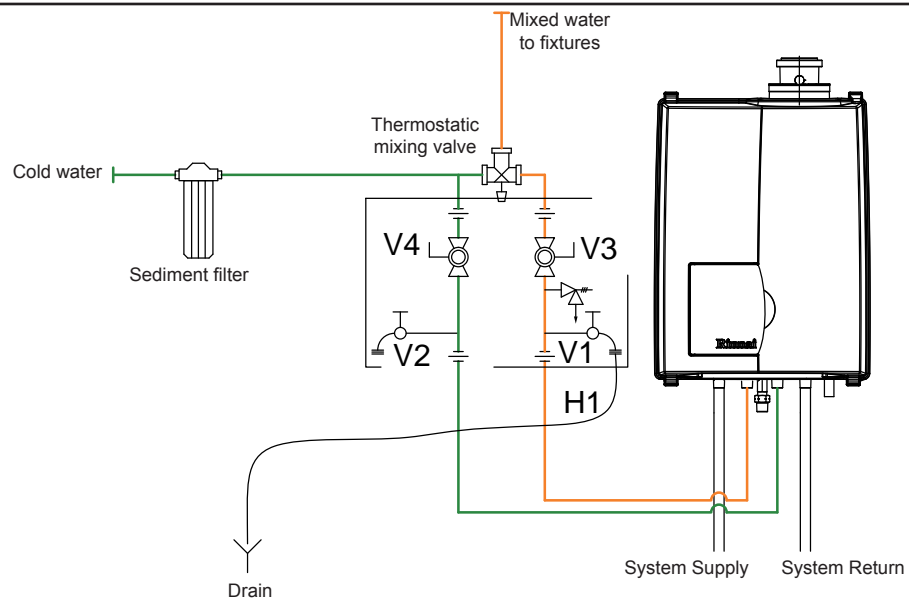 Mixed water
to fixtures
Thermostatic
mixing valve
Cold water
Sediment filter
V4
V3
V2
V1
H1
Rinnai
System Supply
System Return
Drain